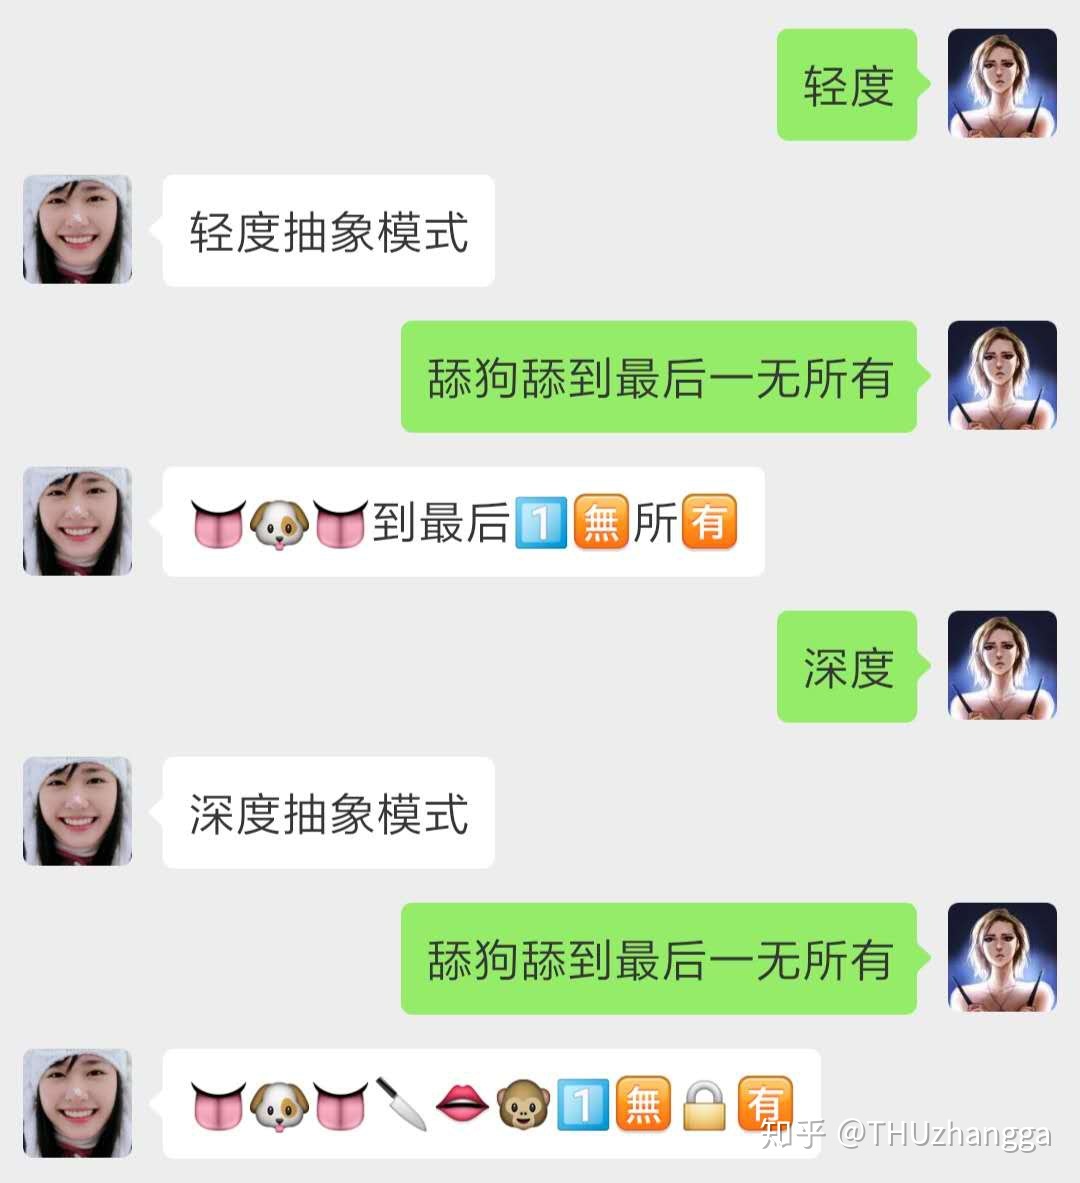 轻度
轻度抽象模式
舔狗舔到最后一无所有
👅🐶👅到最后1️⃣🈚所🈶
深度
深度抽象模式
舔狗舔到最后一无所有
👅🐶👅🔪👄🐵1️⃣🈚🔒🈶
知乎 @THUzhangga